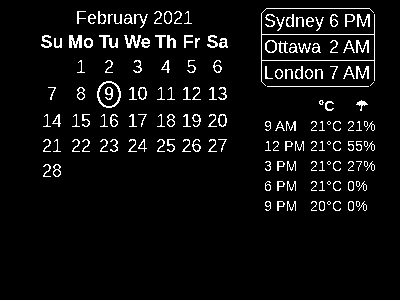 February 2021
Su Mo Tu We Th Fr Sa
1 2 3 4 5 6
7 8 9 10 11 12 13
14 15 16 17 18 19 20
21 22 23 24 25 26 27
28
Sydney 6 PM
Ottawa 2 AM
London 7 AM
°C
9 AM 21°C 21%
12 PM 21°C 55%
3 PM 21°C 27%
6 PM 21°C 0%
9 PM 20°C 0%